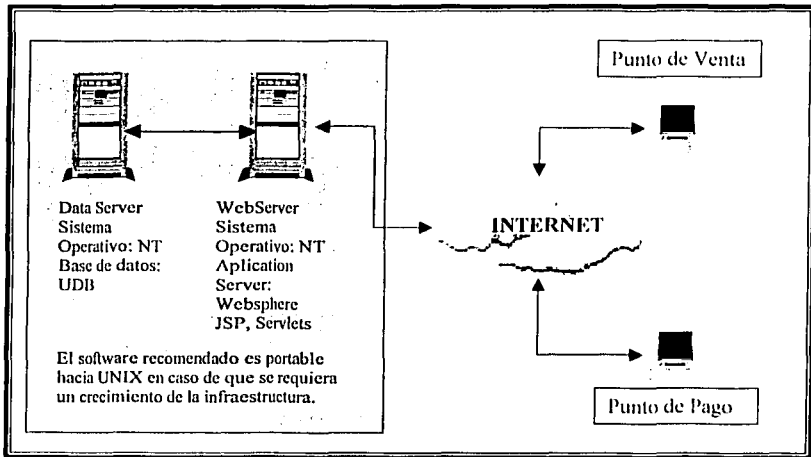 Punto de Venta
Data Server
Sistema
Operativo: NT
Base de datos:
UDB
WebServer
Sistema
Operativo: NT
Aplication
Server:
Websphere
JSP, Servlets
INTERNET
El software recomendado es portable
hacia UNIX en caso de que se requiera
un crecimiento de la infraestructura.
Punto de Pago